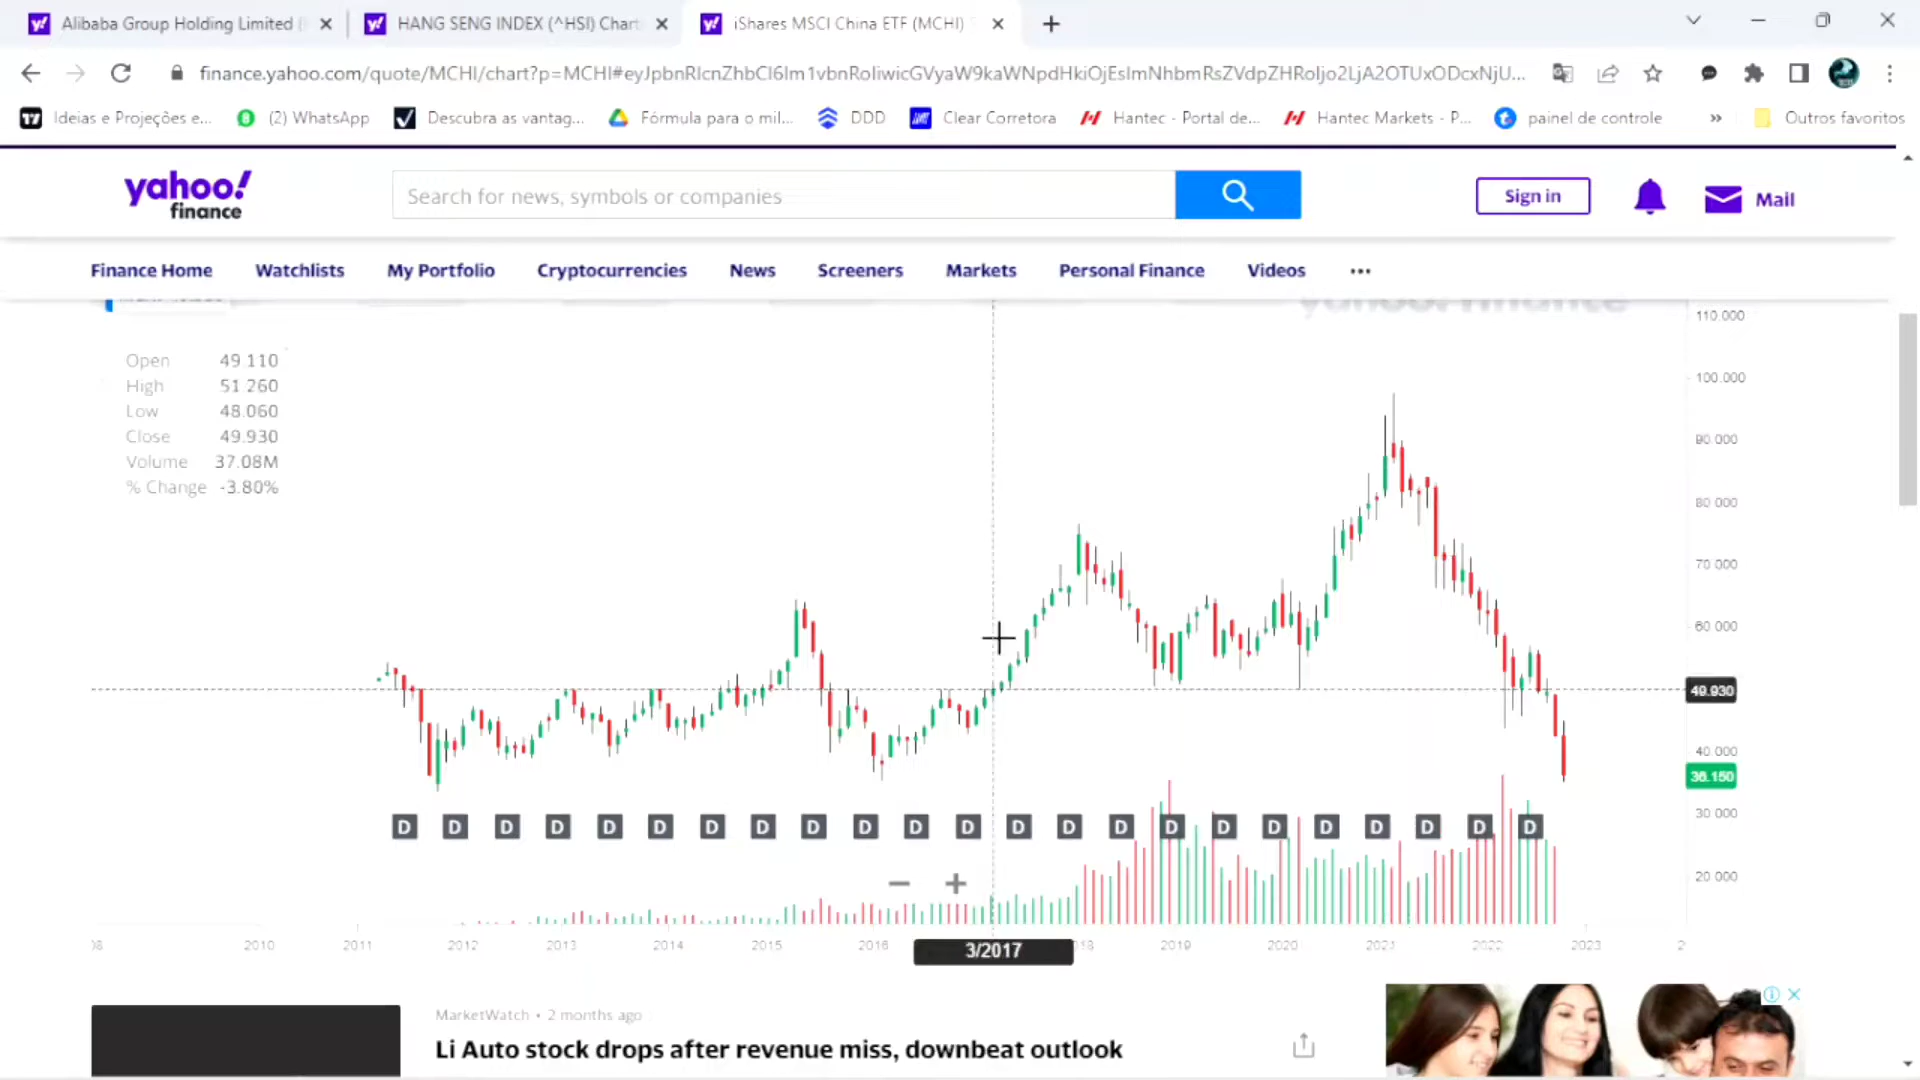 Alibaba Group Holding Limited (
HANG SENG INDEX (^HSI) Chart
iShares MSCI China ETF (MCHI)
finance.yahoo.com/quote/MCHI/chart?p=MCHI#eyJpbnRlcnZhbCI6Im1vbnRoIiwicGVyaW9kaWNpdHkiOjEsImNhbmRsZVdpZHRoIjo2LjA2OTUxODcxNjU...
Ideias e Projeções e...
(2) WhatsApp
Descubra as vantag...
Fórmula para o mil...
DDD
Clear Corretora
Hantec - Portal de...
Hantec Markets - P...
painel de controle
»
Outros favoritos
yahoo!
finance
Search for news, symbols or companies
Sign in
Mail
Finance Home
Watchlists
My Portfolio
Cryptocurrencies
News
Screeners
Markets
Personal Finance
Videos
...
yahoo! finance
Open 49.110
High 51.260
Low 48.060
Close 49.930
Volume 37.08M
% Change -3.80%
110.000
100.000
90.000
80.000
70.000
60.000
49.930
40.000
36.150
30.000
20.000
D D D D D D D D D D D D D D D D D D D D D D D
− +
2010 2011 2012 2013 2014 2015 2016 3/2017 18 2019 2020 2021 2022 2023 2
MarketWatch • 2 months ago
Li Auto stock drops after revenue miss, downbeat outlook